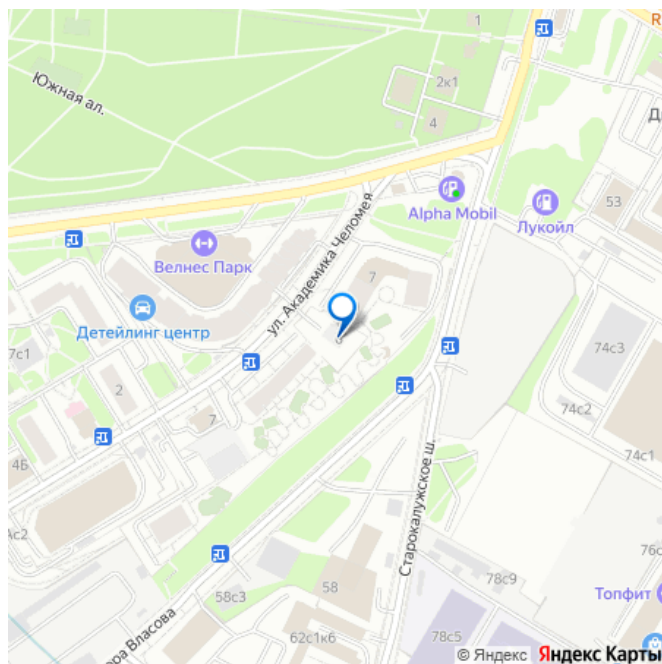 1
R
Южная ал.
2к1
4
Д
Alpha Mobil
53
Лукойл
ул. Академика Челомея
Велнес Парк
7
Детейлинг центр
7с1
74с3
2
74с2
7
4Б
74с1
Ас2
Старокалужское ш.
76с
78с9
58с3
58
Топфит
ора Власова
62с1к6
78с5
© Яндекс Яндекс Карты